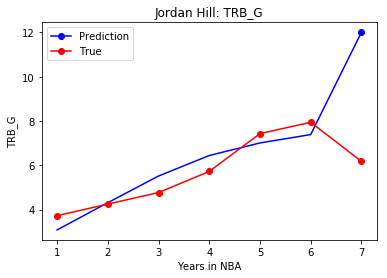 Jordan Hill: TRB_G
Prediction
True
TRB_G
12
10
8
6
4
1 2 3 4 5 6 7
Years in NBA